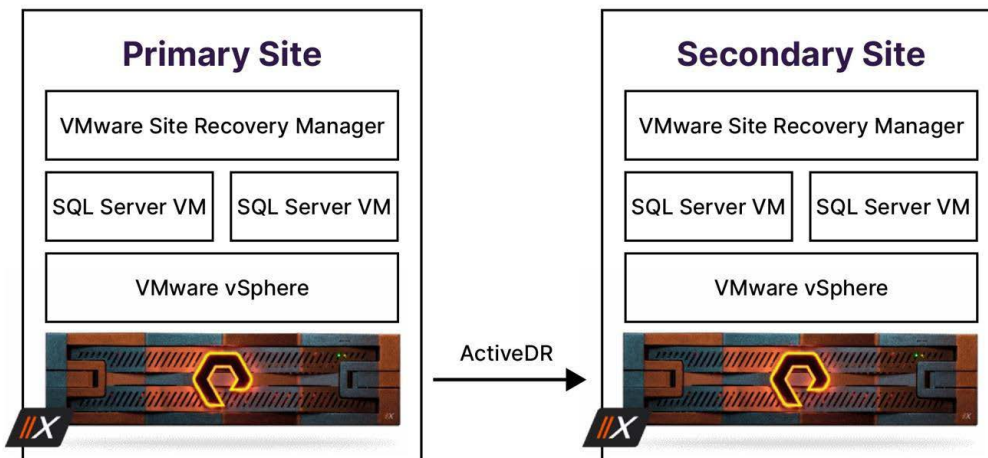 Primary Site
VMware Site Recovery Manager
SQL Server VM
SQL Server VM
VMware vSphere
//X
ActiveDR
Secondary Site
VMware Site Recovery Manager
SQL Server VM
SQL Server VM
VMware vSphere
//X